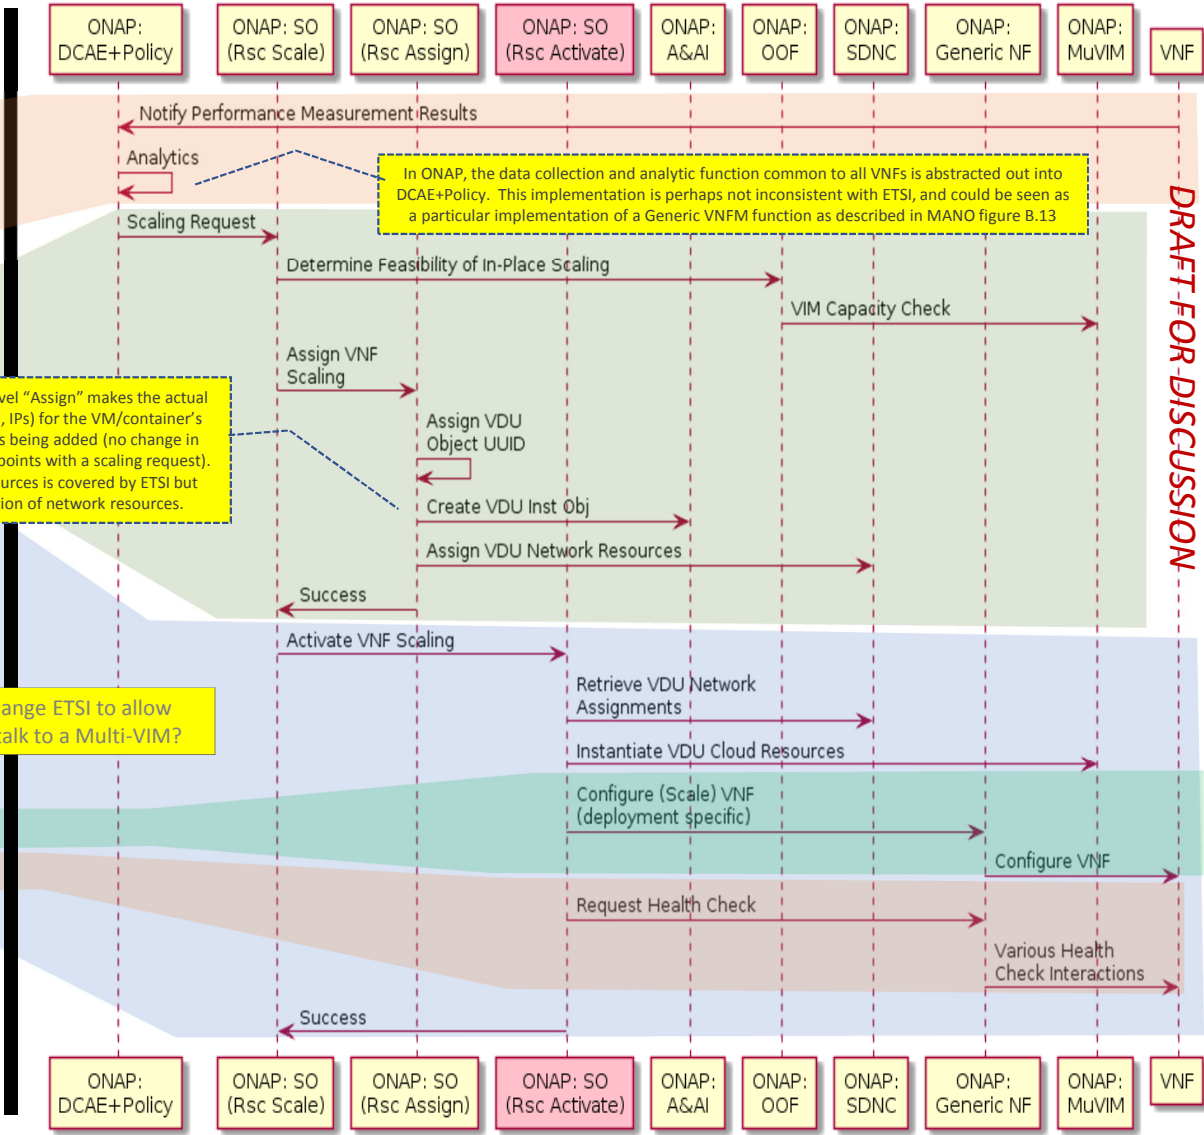 ONAP:
DCAE+Policy
ONAP: SO
(Rsc Scale)
ONAP: SO
(Rsc Assign)
ONAP: SO
(Rsc Activate)
ONAP:
A&AI
ONAP:
OOF
ONAP:
SDNC
ONAP:
Generic NF
ONAP:
MuVIM
VNF
Notify Performance Measurement Results
Analytics
In ONAP, the data collection and analytic function common to all VNFs is abstracted out into
DCAE+Policy. This implementation is perhaps not inconsistent with ETSI, and could be seen as
a particular implementation of a Generic VNFM function as described in MANO figure B.13
DRAFT FOR DISCUSSION
Scaling Request
Determine Feasibility of In-Place Scaling
VIM Capacity Check
Assign VNF
Scaling
vel “Assign” makes the actual
, IPs) for the VM/container’s
s being added (no change in
points with a scaling request).
urces is covered by ETSI but
ion of network resources.
Assign VDU
Object UUID
Create VDU Inst Obj
Assign VDU Network Resources
Success
Activate VNF Scaling
Retrieve VDU Network
Assignments
ange ETSI to allow
talk to a Multi-VIM?
Instantiate VDU Cloud Resources
Configure (Scale) VNF
(deployment specific)
Configure VNF
Request Health Check
Various Health
Check Interactions
Success
ONAP:
DCAE+Policy
ONAP: SO
(Rsc Scale)
ONAP: SO
(Rsc Assign)
ONAP: SO
(Rsc Activate)
ONAP:
A&AI
ONAP:
OOF
ONAP:
SDNC
ONAP:
Generic NF
ONAP:
MuVIM
VNF